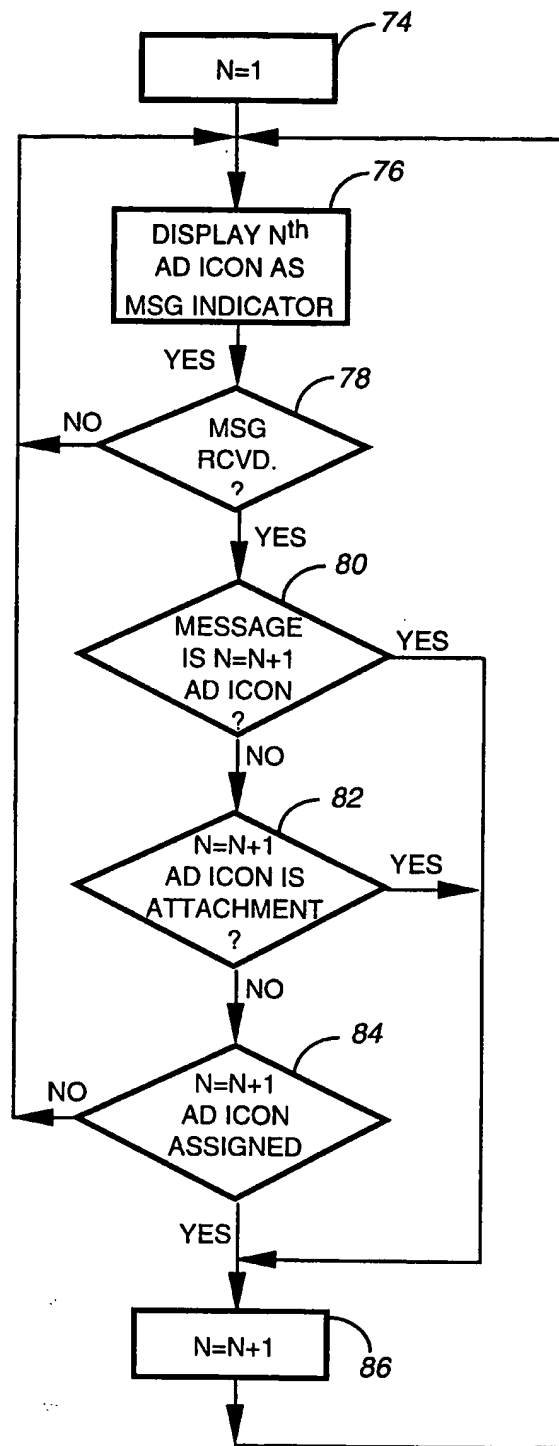 74
N=1
76
DISPLAY Nth
AD ICON AS
MSG INDICATOR
YES
78
NO
MSG
RCVD.
?
YES
80
MESSAGE
IS N=N+1
AD ICON
?
YES
NO
82
N=N+1
AD ICON IS
ATTACHMENT
?
YES
NO
84
NO
N=N+1
AD ICON
ASSIGNED
YES
N=N+1
86